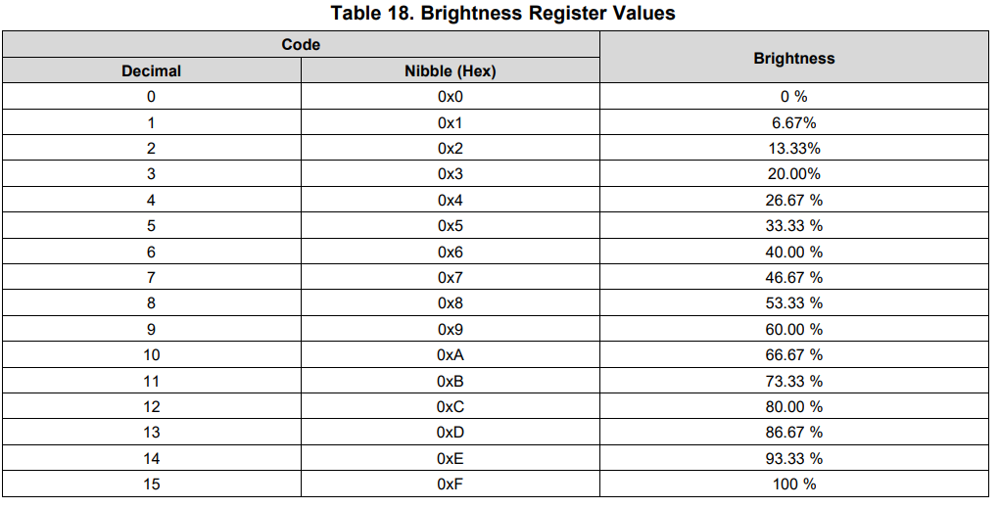 Table 18. Brightness Register Values
Code
Brightness
Decimal Nibble (Hex)
0 0x0 0 %
1 0x1 6.67%
2 0x2 13.33%
3 0x3 20.00%
4 0x4 26.67 %
5 0x5 33.33 %
6 0x6 40.00 %
7 0x7 46.67 %
8 0x8 53.33 %
9 0x9 60.00 %
10 0xA 66.67 %
11 0xB 73.33 %
12 0xC 80.00 %
13 0xD 86.67 %
14 0xE 93.33 %
15 0xF 100 %